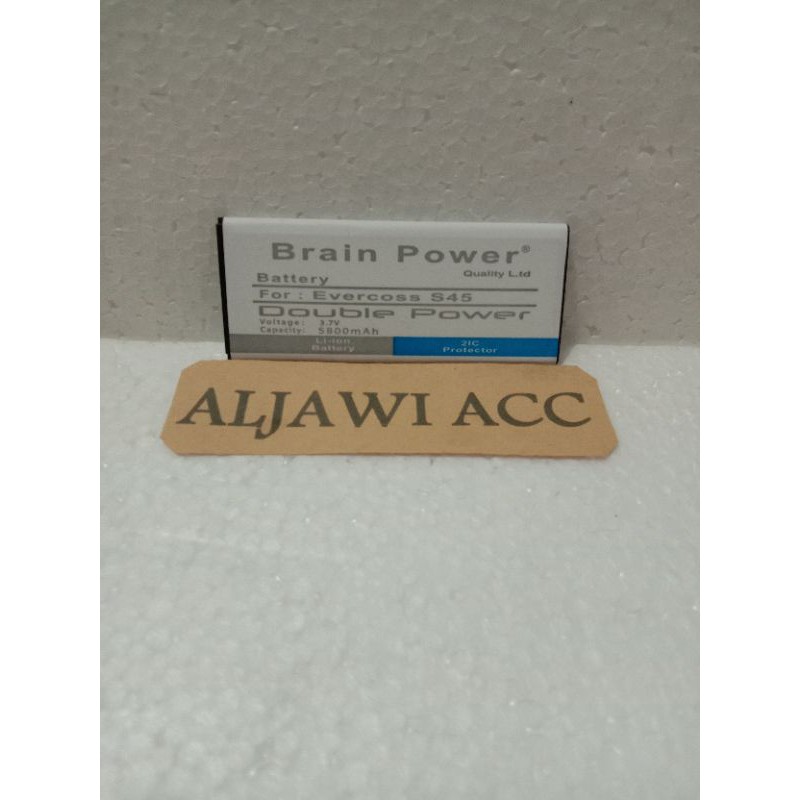 Brain Power®
Quality L.td
Battery
For : Evercoss S45
Double Power
Voltage: 3.7V
Capacity: 5800mAh
Li-Ion
Battery
2IC
Protector
ALJAWI ACC